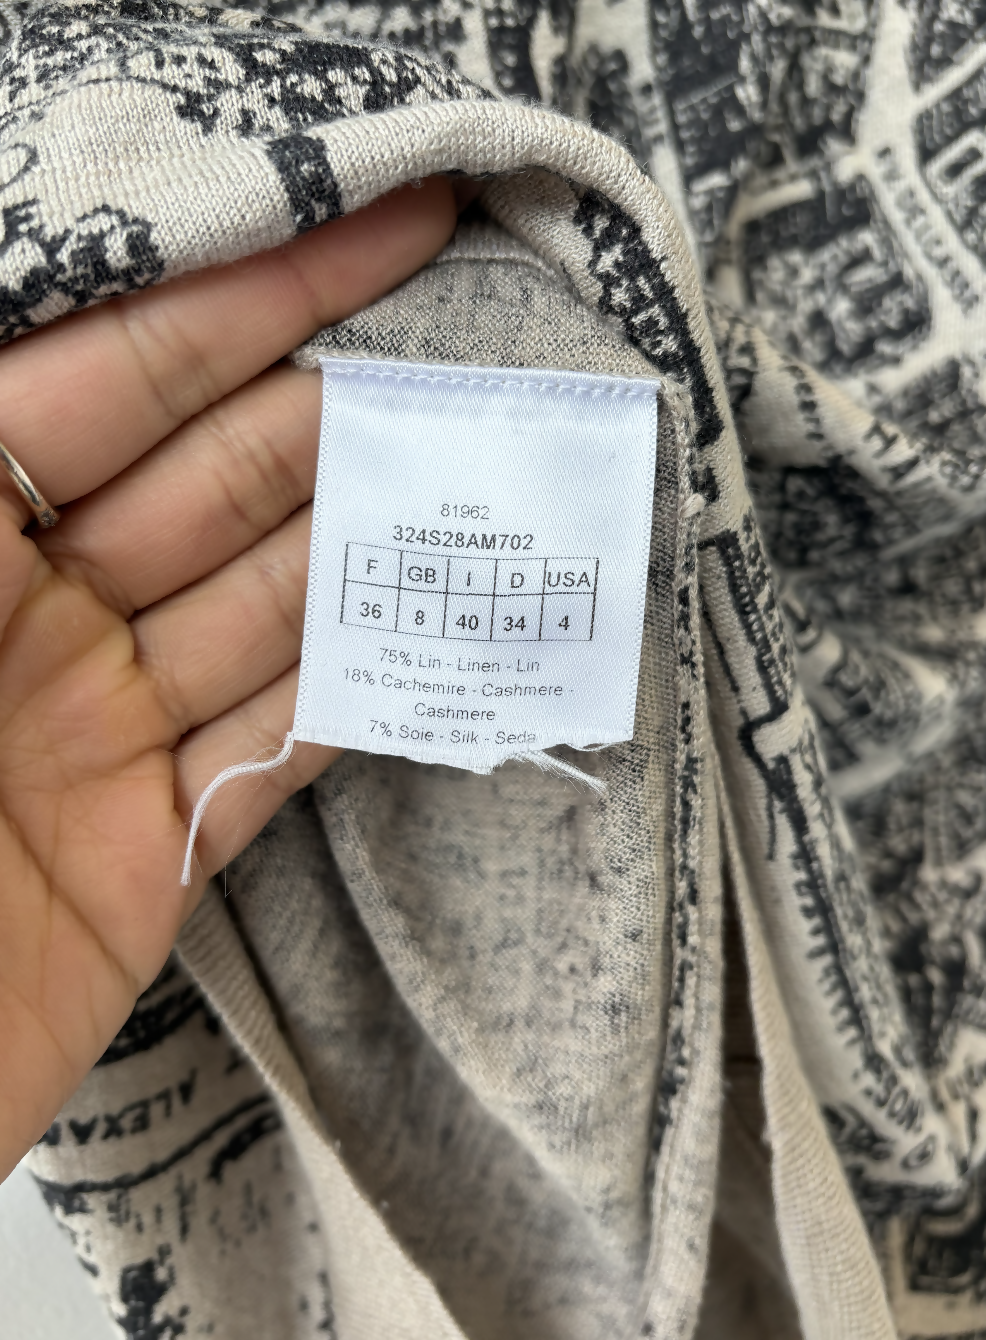 81962
324S28AM702
F GB I D USA
36 8 40 34 4
75% Lin - Linen - Lin
18% Cachemire - Cashmere -
Cashmere
7% Soie - Silk - Seda